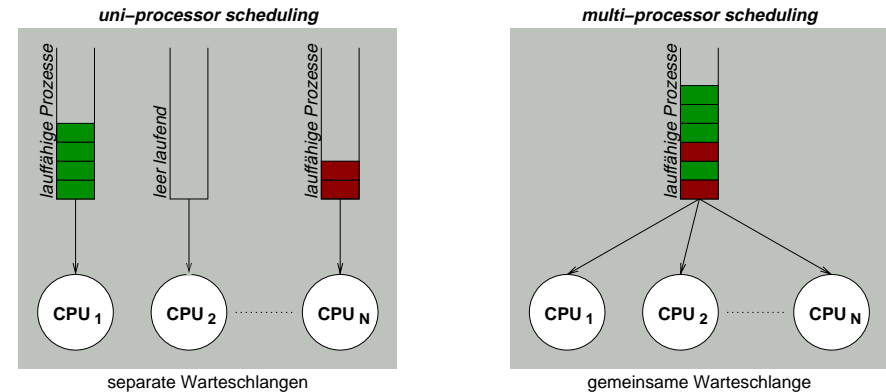 uni-processor scheduling
lauffähige Prozesse
leer laufend
lauffähige Prozesse
CPU 1
CPU 2
CPU N
separate Warteschlangen
multi-processor scheduling
lauffähige Prozesse
CPU 1
CPU 2
CPU N
gemeinsame Warteschlange